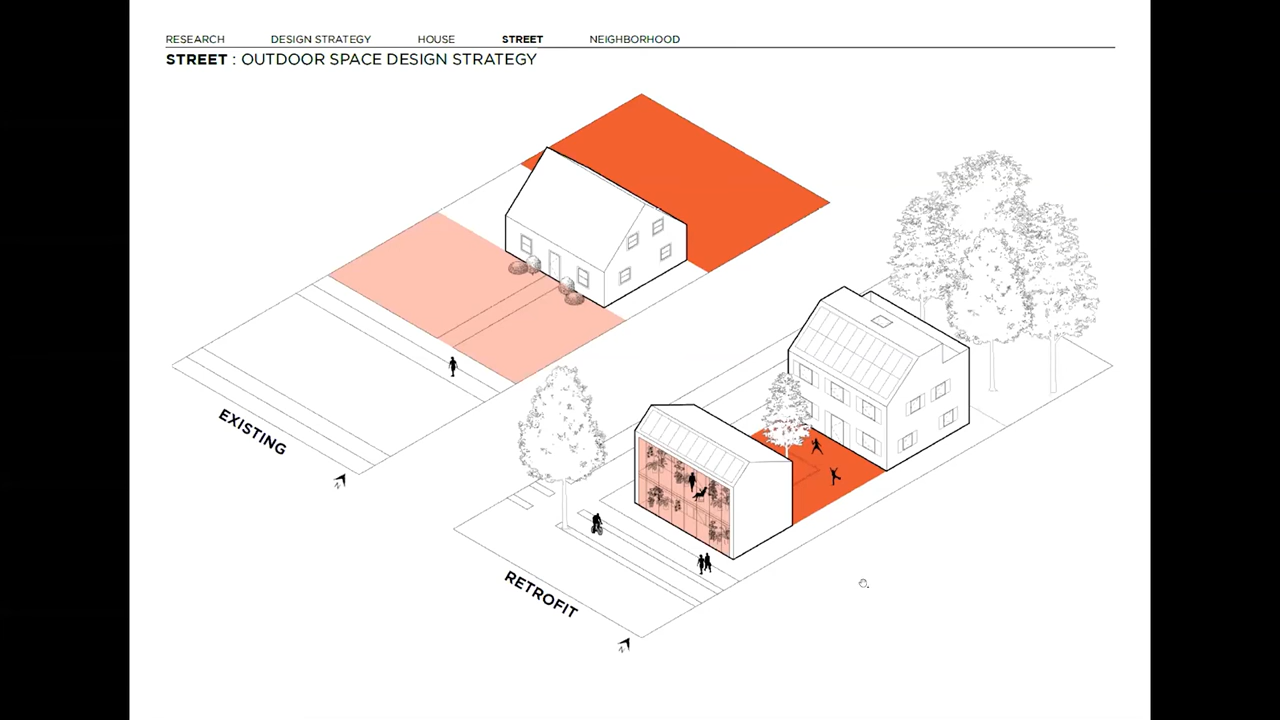 RESEARCH DESIGN STRATEGY HOUSE STREET NEIGHBORHOOD
STREET : OUTDOOR SPACE DESIGN STRATEGY
EXISTING
N
RETROFIT
N